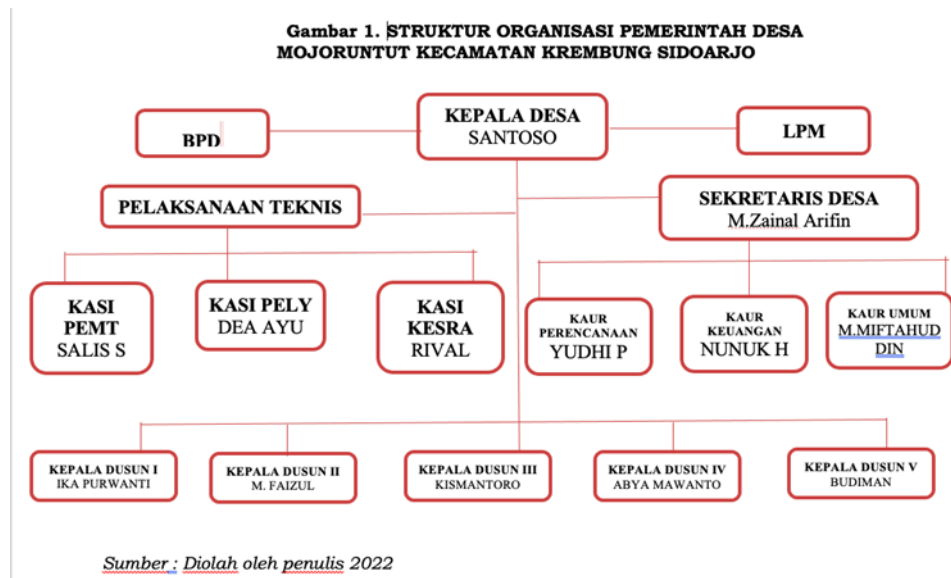 Gambar 1. STRUKTUR ORGANISASI PEMERINTAH DESA
MOJORUNTUT KECAMATAN KREMBUNG SIDOARJO
KEPALA DESA
SANTOSO
BPD
LPM
PELAKSANAAN TEKNIS
SEKRETARIS DESA
M.Zainal Arifin
KASI
PEMT
SALIS S
KASI PELY
DEA AYU
KASI
KESRA
RIVAL
KAUR
PERENCANAAN
YUDHI P
KAUR
KEUANGAN
NUNUK H
KAUR UMUM
M.MIFTAHUD
DIN
KEPALA DUSUN I
IKA PURWANTI
KEPALA DUSUN II
M. FAIZUL
KEPALA DUSUN III
KISMANTORO
KEPALA DUSUN IV
ABYA MAWANTO
KEPALA DUSUN V
BUDIMAN
Sumber : Diolah oleh penulis 2022